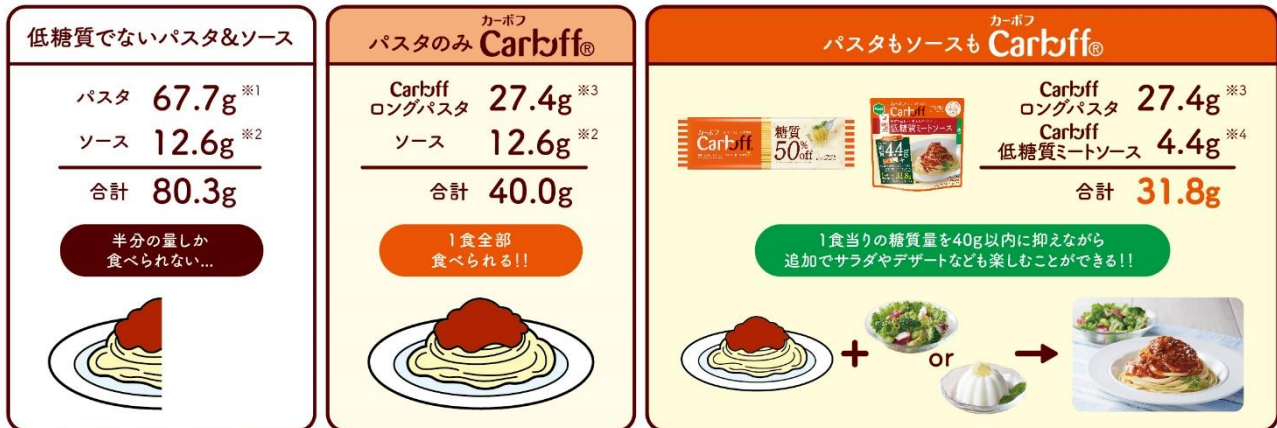 低糖質でないパスタ&ソース
パスタ 67.7g ※1
ソース 12.6g ※2
合計 80.3g
半分の量しか
食べられない...
カーボフ
パスタのみ Carboff®
Carboff
ロングパスタ 27.4g ※3
ソース 12.6g ※2
合計 40.0g
1食全部
食べられる!!
カーボフ
パスタもソースも Carboff®
カーボフ
Carboff
糖質
50%
off
Carboff
低糖質ミートソース
4.4g
31.8g
Carboff
ロングパスタ 27.4g ※3
Carboff
低糖質ミートソース 4.4g ※4
合計 31.8g
1食当りの糖質量を40g以内に抑えながら
追加でサラダやデザートなども楽しむことができる!!
+
or